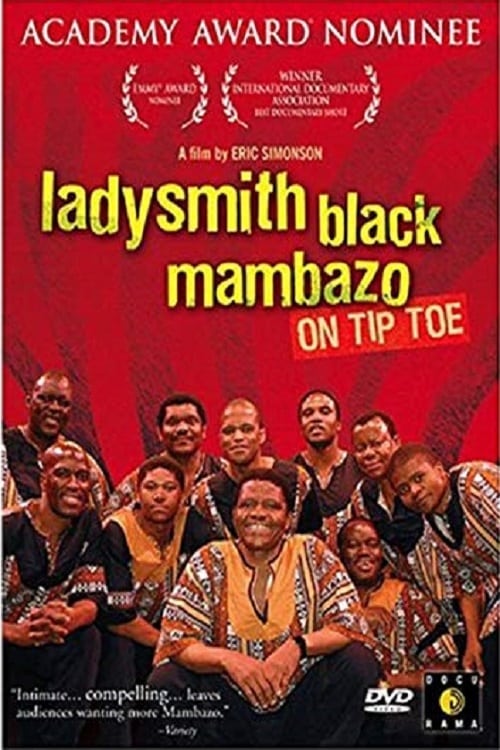 ACADEMY AWARD NOMINEE
EMMY® AWARD
NOMINEE
WINNER
INTERNATIONAL DOCUMENTARY
ASSOCIATION
BEST DOCUMENTARY SHORT
A film by ERIC SIMONSON
ladysmith black
mambazo
ON TIP TOE
"Intimate... compelling... leaves
audiences wanting more Mambazo."
–Variety
DVD
VIDEO
DOCU
RAMA